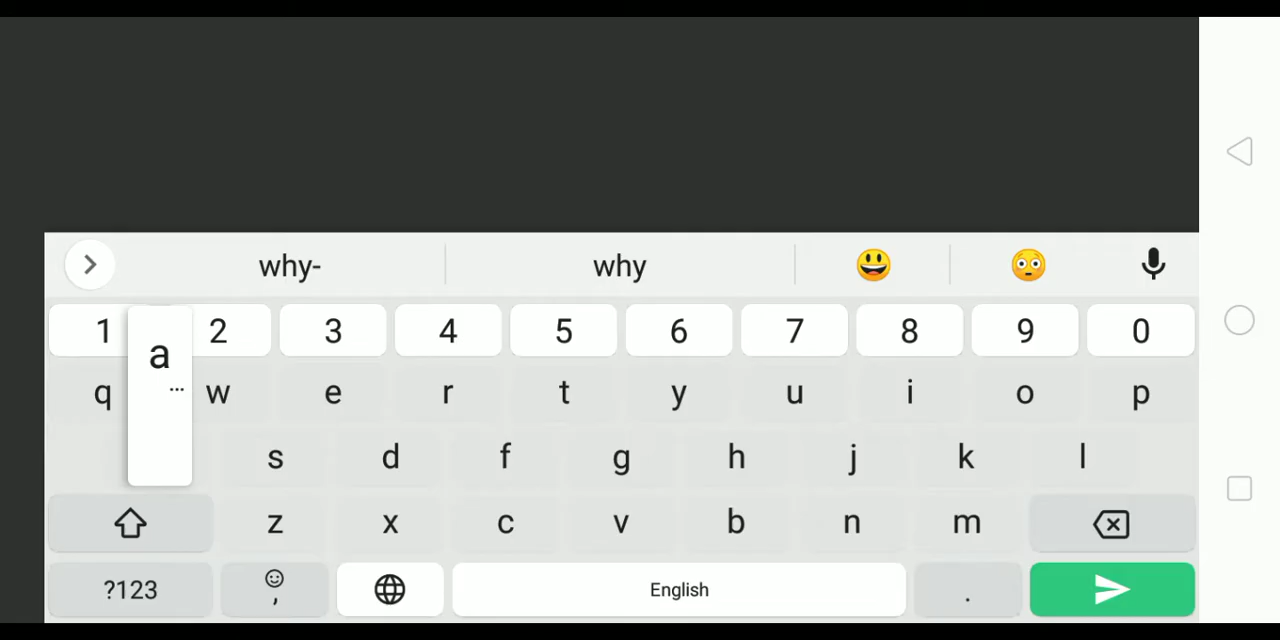 why- why
1 2 3 4 5 6 7 8 9 0
a
...
q w e r t y u i o p
s d f g h j k l
z x c v b n m
?123 , English .